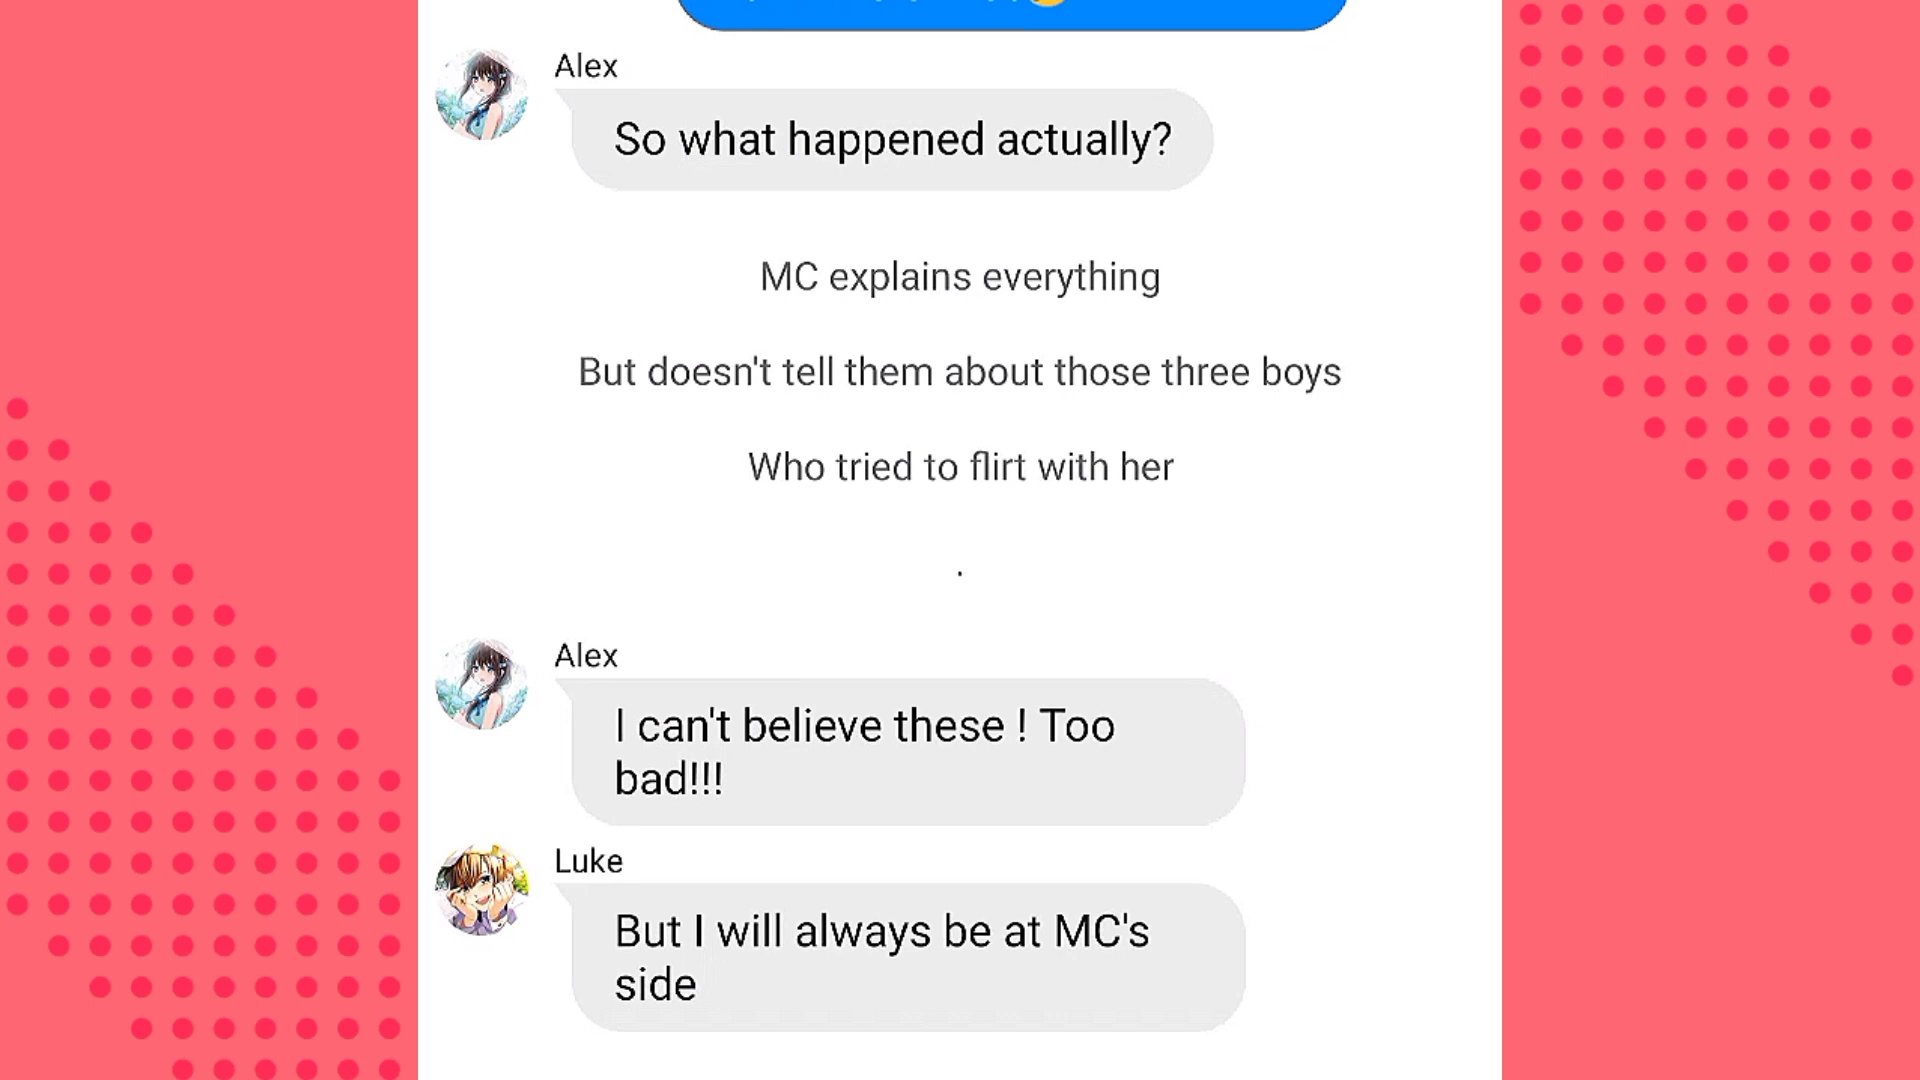 Alex
So what happened actually?
MC explains everything
But doesn't tell them about those three boys
Who tried to flirt with her
.
Alex
I can't believe these ! Too
bad!!!
Luke
But I will always be at MC's
side